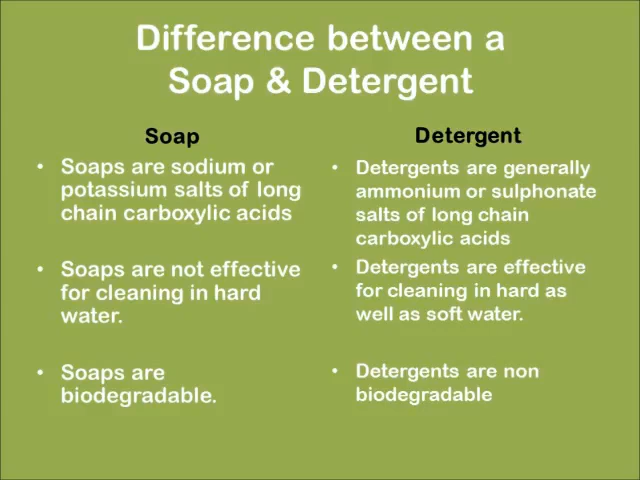 Difference between a
Soap & Detergent
Soap
• Soaps are sodium or
potassium salts of long
chain carboxylic acids
• Soaps are not effective
for cleaning in hard
water.
• Soaps are
biodegradable.
Detergent
• Detergents are generally
ammonium or sulphonate
salts of long chain
carboxylic acids
• Detergents are effective
for cleaning in hard as
well as soft water.
• Detergents are non
biodegradable